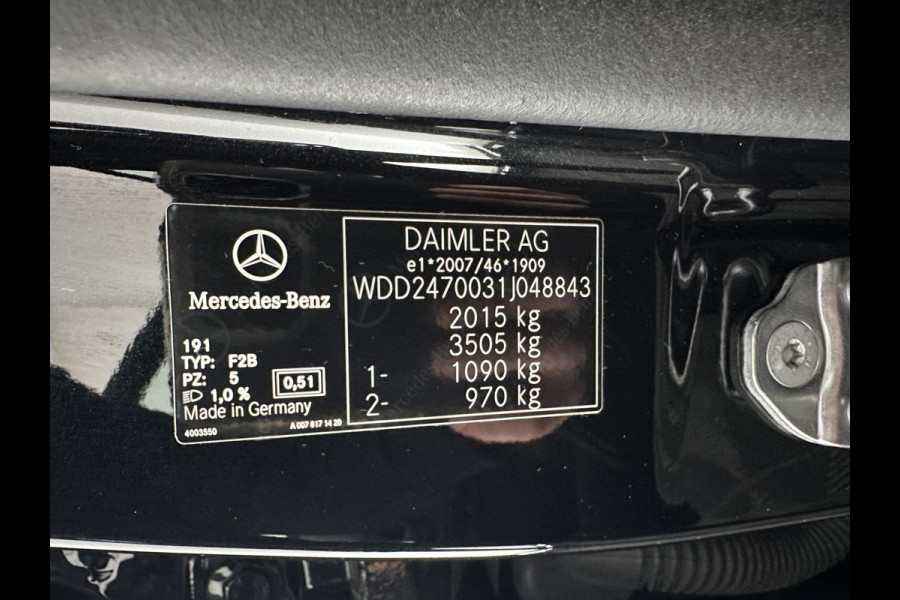 Mercedes-Benz
191
TYP: F2B
PZ: 5
1,0 %
0,51
Made in Germany
4003550
A 007 817 14 20
DAIMLER AG
e1*2007/46*1909
WDD2470031J048843
2015 kg
3505 kg
1- 1090 kg
2- 970 kg